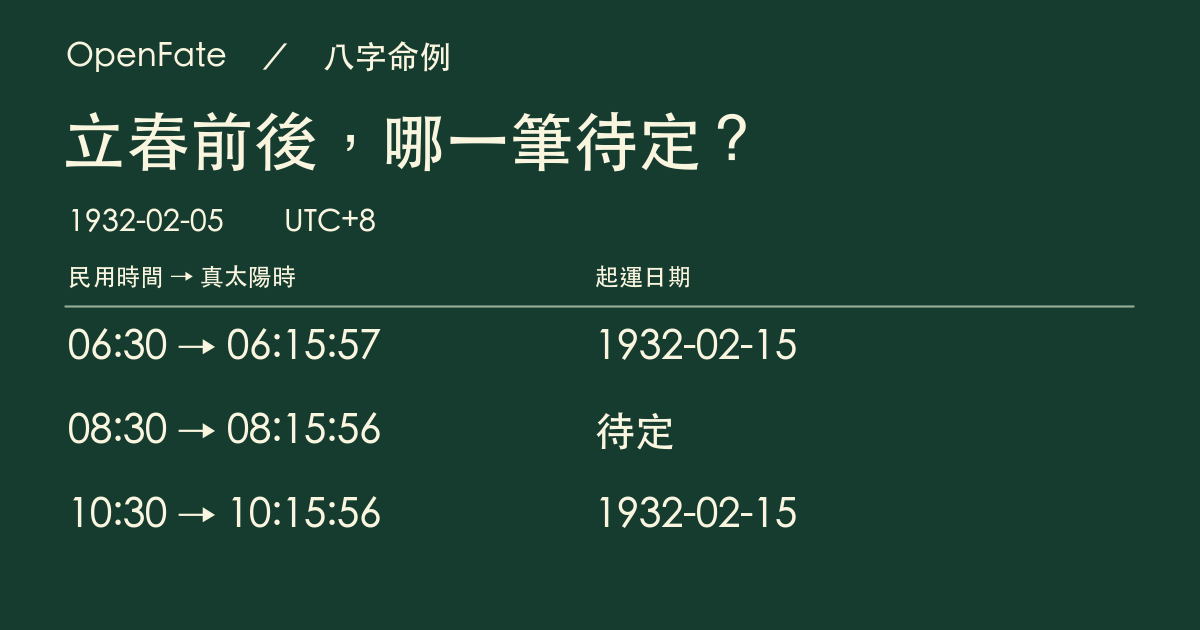 OpenFate ／ 八字命例
立春前後，哪一筆待定？
1932-02-05 UTC+8
民用時間 → 真太陽時 起運日期
06:30 → 06:15:57 1932-02-15
08:30 → 08:15:56 待定
10:30 → 10:15:56 1932-02-15